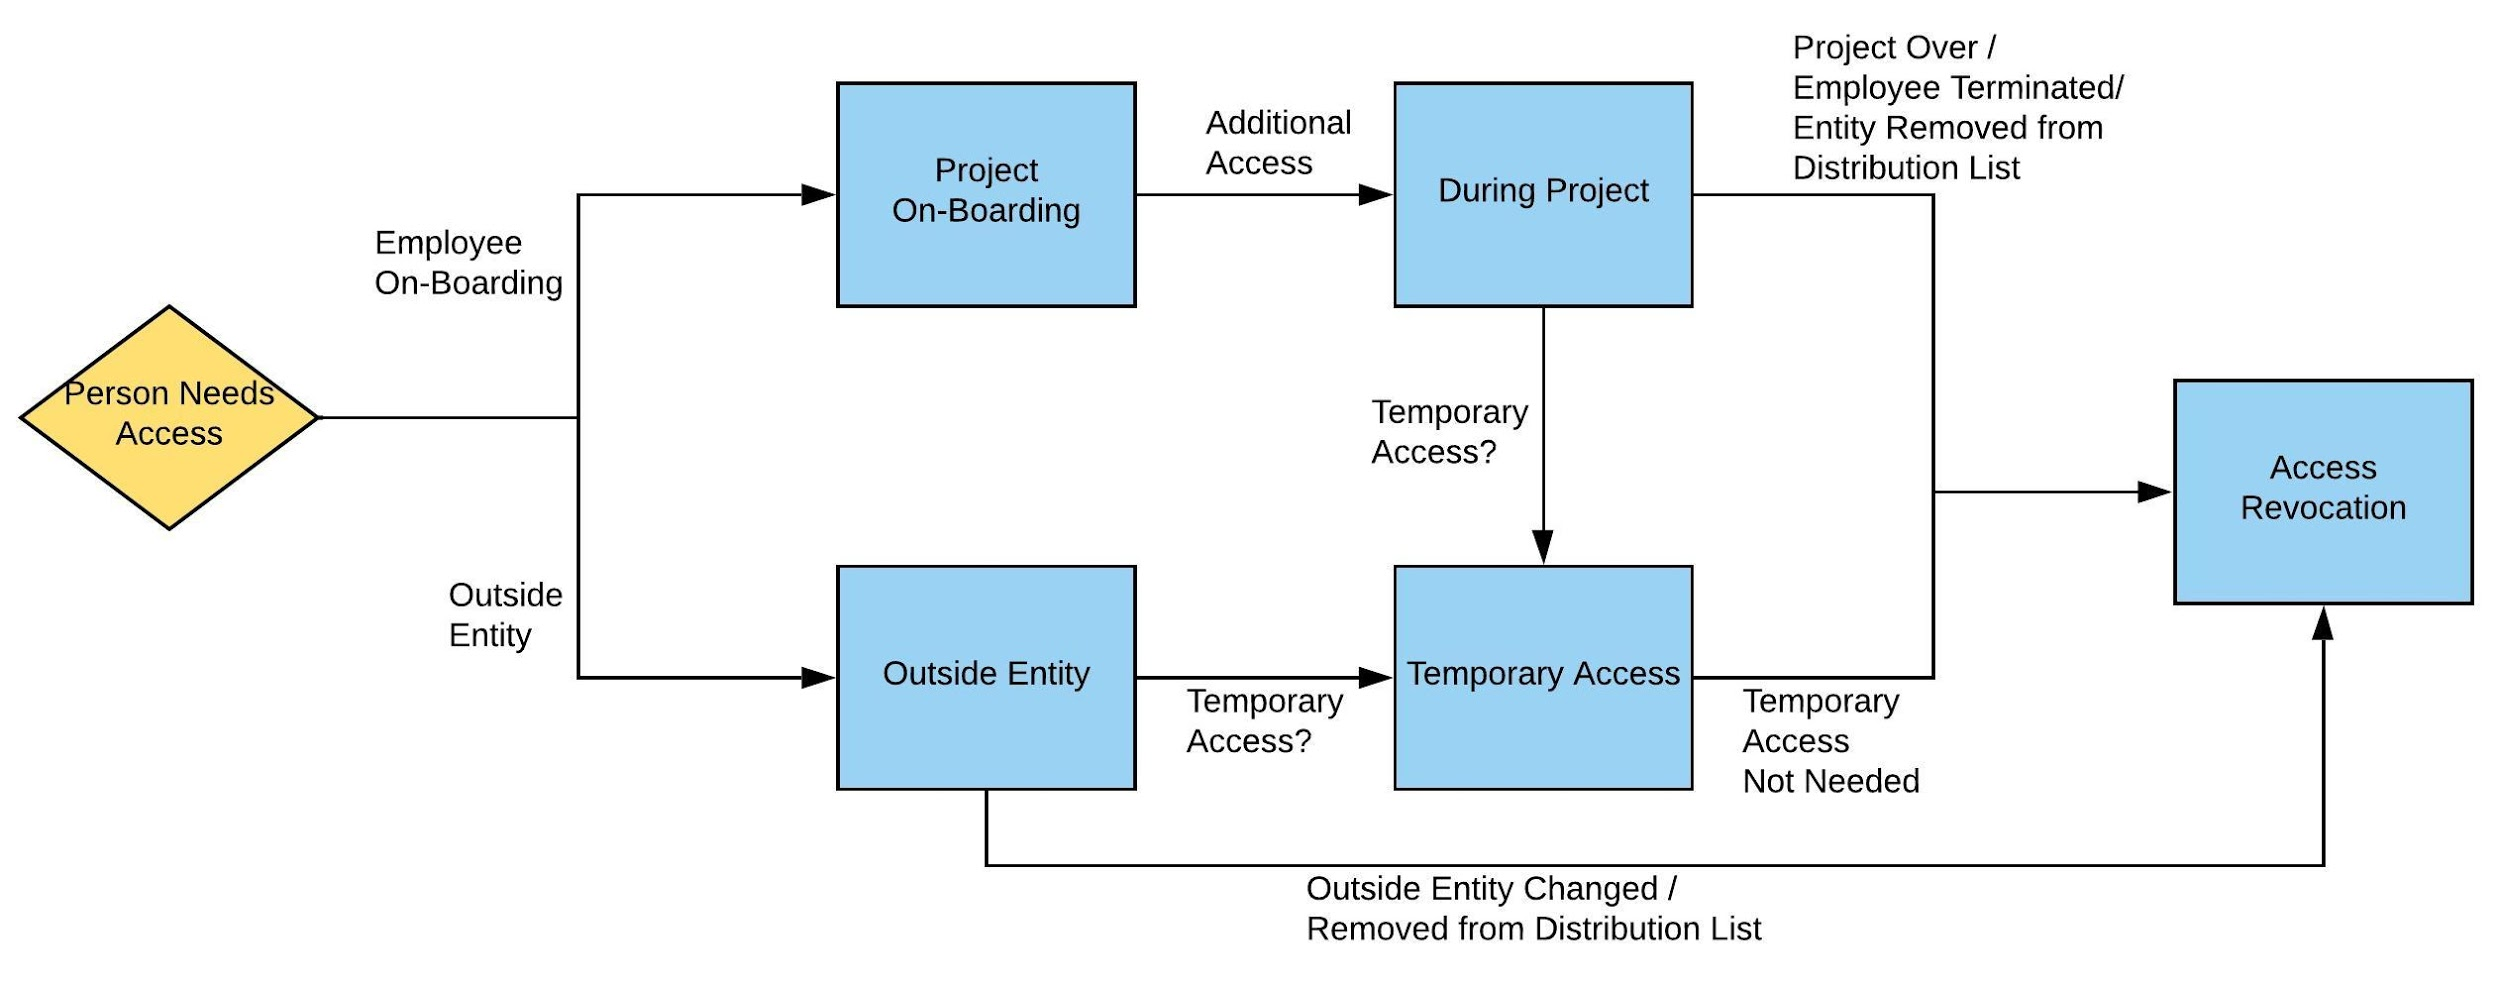 Person Needs
Access
Employee
On-Boarding
Outside
Entity
Project
On-Boarding
Additional
Access
During Project
Project Over /
Employee Terminated/
Entity Removed from
Distribution List
Temporary
Access?
Outside Entity
Temporary
Access?
Temporary Access
Temporary
Access
Not Needed
Access
Revocation
Outside Entity Changed /
Removed from Distribution List